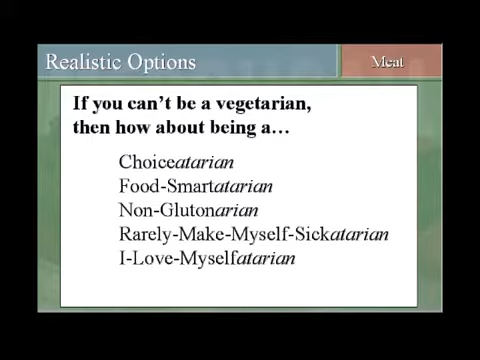 Realistic Options
Meat
If you can't be a vegetarian,
then how about being a...
Choiceatarian
Food-Smartatarian
Non-Glutonarian
Rarely-Make-Myself-Sickatarian
I-Love-Myselfatarian